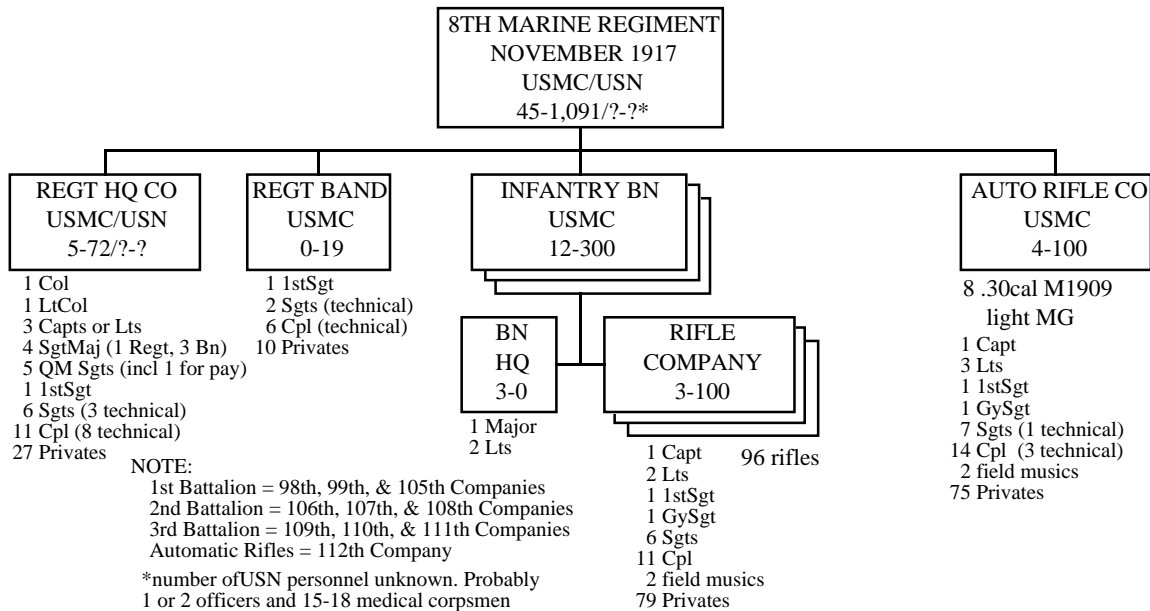 8TH MARINE REGIMENT
NOVEMBER 1917
USMC/USN
45-1,091/?-?*
REGT HQ CO
USMC/USN
5-72/?-?
1 Col
1 LtCol
3 Capts or Lts
4 SgtMaj (1 Regt, 3 Bn)
5 QM Sgts (incl 1 for pay)
1 1stSgt
6 Sgts (3 technical)
11 Cpl (8 technical)
27 Privates
REGT BAND
USMC
0-19
1 1stSgt
2 Sgts (technical)
6 Cpl (technical)
10 Privates
INFANTRY BN
USMC
12-300
BN
HQ
3-0
1 Major
2 Lts
RIFLE
COMPANY
3-100
96 rifles
1 Capt
2 Lts
1 1stSgt
1 GySgt
6 Sgts
11 Cpl
2 field musics
79 Privates
AUTO RIFLE CO
USMC
4-100
8 .30cal M1909
light MG
1 Capt
3 Lts
1 1stSgt
1 GySgt
7 Sgts (1 technical)
14 Cpl (3 technical)
2 field musics
75 Privates
NOTE:
1st Battalion = 98th, 99th, & 105th Companies
2nd Battalion = 106th, 107th, & 108th Companies
3rd Battalion = 109th, 110th, & 111th Companies
Automatic Rifles = 112th Company
*number ofUSN personnel unknown. Probably
1 or 2 officers and 15-18 medical corpsmen